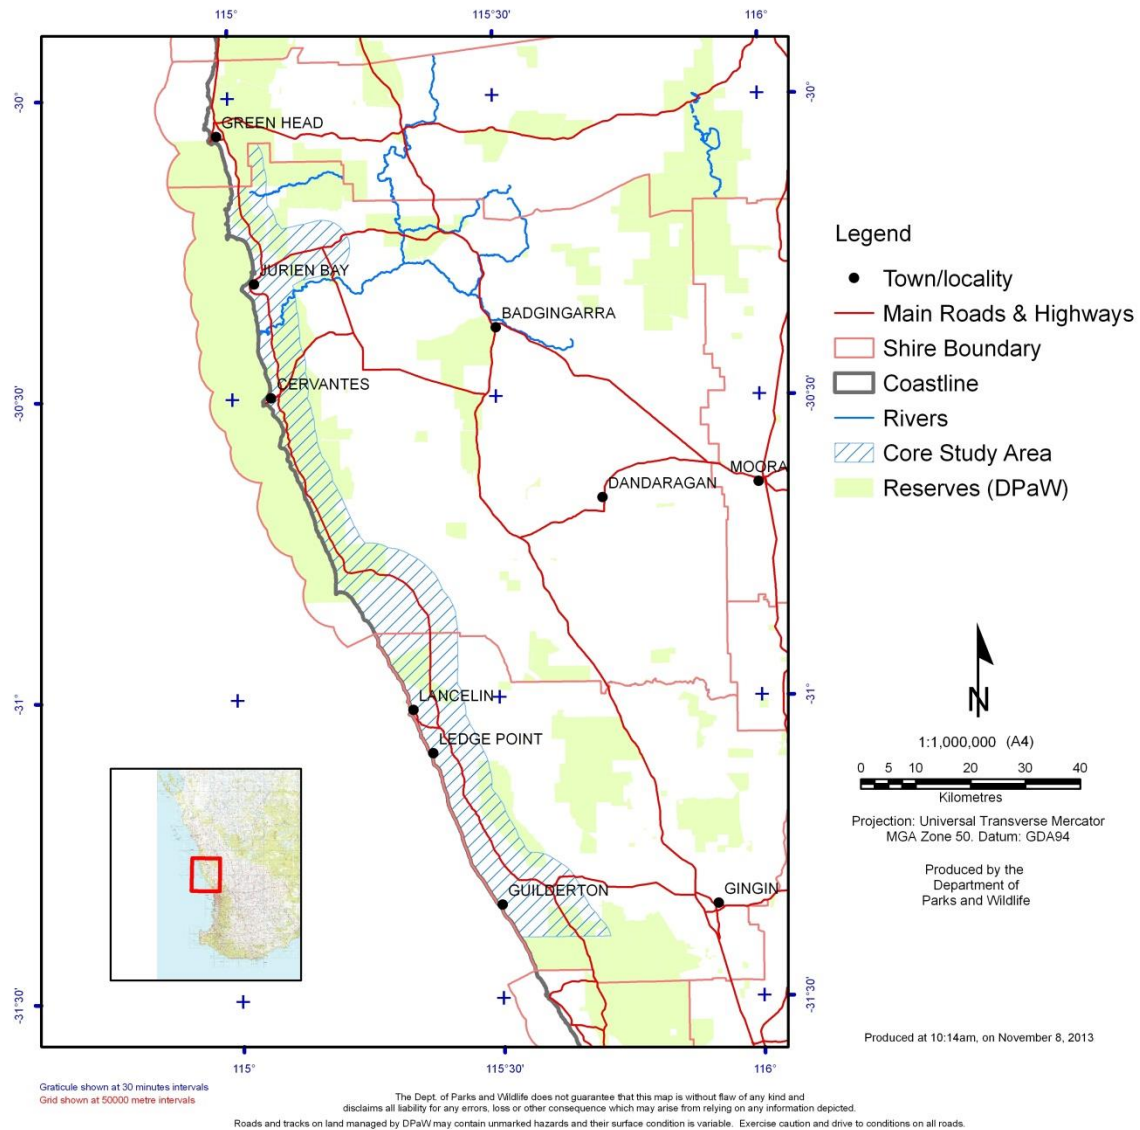 115°
115°30'
116°
-30°
-30°
GREEN HEAD
JURIEN BAY
BADGINGARRA
CERVANTES
-30°30'
-30°30'
MOORA
DANDARAGAN
-31°
-31°
LANCELIN
LEDGE POINT
GUILDERTON
GINGIN
-31°30'
-31°30'
115°
115°30'
116°
Legend
Town/locality
Main Roads & Highways
Shire Boundary
Coastline
Rivers
Core Study Area
Reserves (DPaW)
N
1:1,000,000 (A4)
0 5 10 20 30 40
Kilometres
Projection: Universal Transverse Mercator
MGA Zone 50. Datum: GDA94
Produced by the
Department of
Parks and Wildlife
Produced at 10:14am, on November 8, 2013
Graticule shown at 30 minutes intervals
Grid shown at 50000 metre intervals
The Dept. of Parks and Wildlife does not guarantee that this map is without flaw of any kind and
disclaims all liability for any errors, loss or other consequence which may arise from relying on any information depicted.
Roads and tracks on land managed by DPaW may contain unmarked hazards and their surface condition is variable. Exercise caution and drive to conditions on all roads.